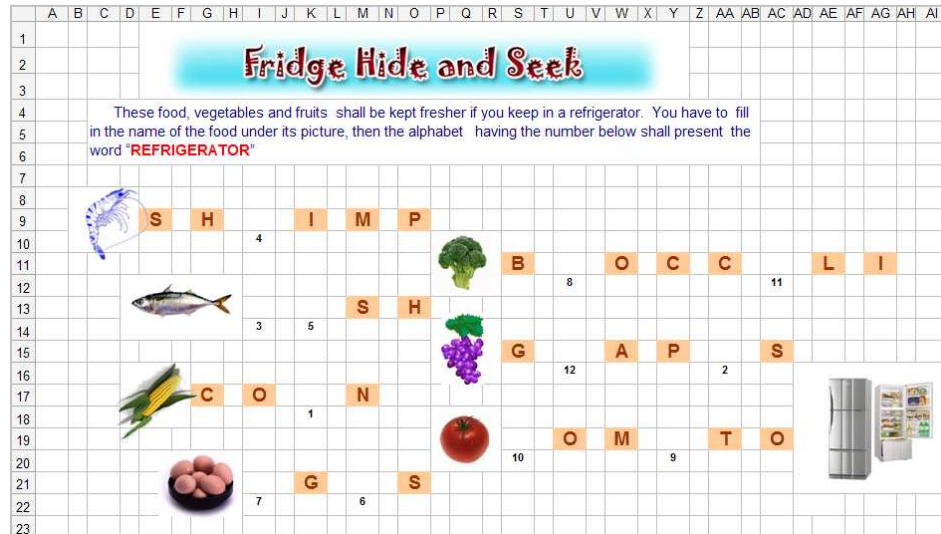 A B C D E F G H I J K L M N O P Q R S T U V W X Y Z AA AB AC AD AE AF AG AH AI
1
2 Fridge Hide and Seek
3
4 These food, vegetables and fruits shall be kept fresher if you keep in a refrigerator. You have to fill
5 in the name of the food under its picture, then the alphabet having the number below shall present the
6 word "REFRIGERATOR"
7
8
9 S H I M P
10 4
11 B O C C L I
12 8 11
13 S H
14 3 5
15 G A P S
16 12 2
17 C O N
18 1
19 O M T O
20 10 9
21 G S
22 7 6
23